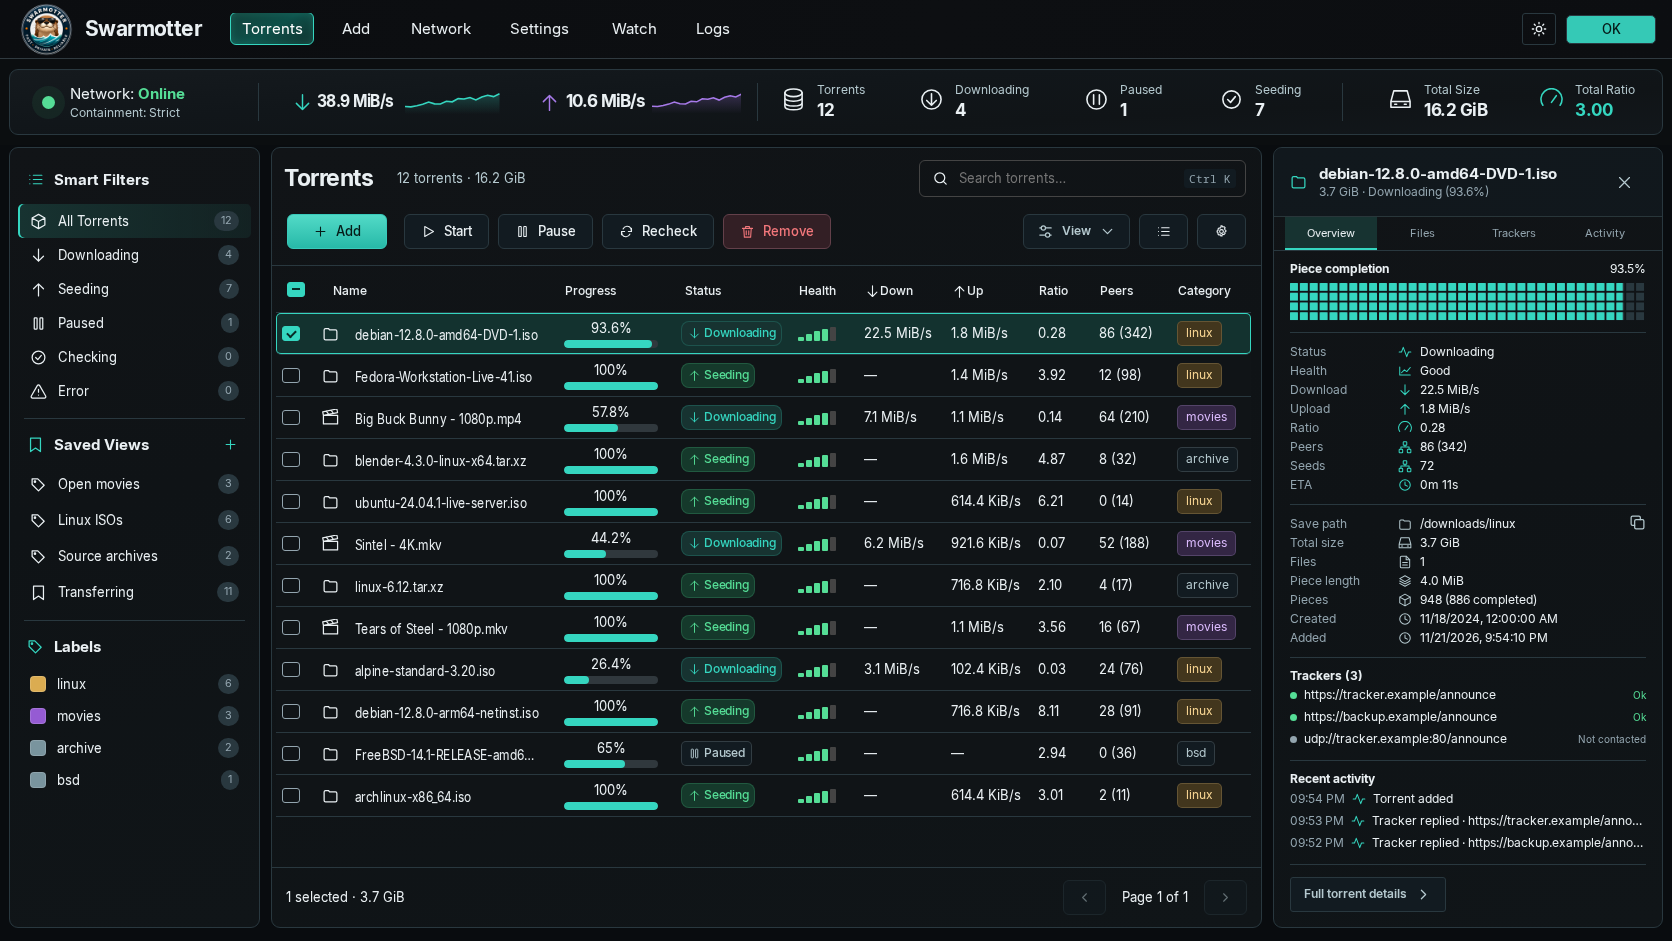 Swarmotter
Torrents
Add
Network
Settings
Watch
Logs
OK
Network: Online
Containment: Strict
38.9 MiB/s
10.6 MiB/s
Torrents
12
Downloading
4
Paused
1
Seeding
7
Total Size
16.2 GiB
Total Ratio
3.00
Smart Filters
All Torrents 12
Downloading 4
Seeding 7
Paused 1
Checking 0
Error 0
Saved Views
Open movies 3
Linux ISOs 6
Source archives 2
Transferring 11
Labels
linux 6
movies 3
archive 2
bsd 1
Torrents 12 torrents · 16.2 GiB
Search torrents... Ctrl K
Add Start Pause Recheck Remove View
Name Progress Status Health Down Up Ratio Peers Category
debian-12.8.0-amd64-DVD-1.iso 93.6% Downloading 22.5 MiB/s 1.8 MiB/s 0.28 86 (342) linux
Fedora-Workstation-Live-41.iso 100% Seeding — 1.4 MiB/s 3.92 12 (98) linux
Big Buck Bunny - 1080p.mp4 57.8% Downloading 7.1 MiB/s 1.1 MiB/s 0.14 64 (210) movies
blender-4.3.0-linux-x64.tar.xz 100% Seeding — 1.6 MiB/s 4.87 8 (32) archive
ubuntu-24.04.1-live-server.iso 100% Seeding — 614.4 KiB/s 6.21 0 (14) linux
Sintel - 4K.mkv 44.2% Downloading 6.2 MiB/s 921.6 KiB/s 0.07 52 (188) movies
linux-6.12.tar.xz 100% Seeding — 716.8 KiB/s 2.10 4 (17) archive
Tears of Steel - 1080p.mkv 100% Seeding — 1.1 MiB/s 3.56 16 (67) movies
alpine-standard-3.20.iso 26.4% Downloading 3.1 MiB/s 102.4 KiB/s 0.03 24 (76) linux
debian-12.8.0-arm64-netinst.iso 100% Seeding — 716.8 KiB/s 8.11 28 (91) linux
FreeBSD-14.1-RELEASE-amd6... 65% Paused — — 2.94 0 (36) bsd
archlinux-x86_64.iso 100% Seeding — 614.4 KiB/s 3.01 2 (11) linux
1 selected · 3.7 GiB
Page 1 of 1
debian-12.8.0-amd64-DVD-1.iso
3.7 GiB · Downloading (93.6%)
Overview Files Trackers Activity
Piece completion 93.5%
Status Downloading
Health Good
Download 22.5 MiB/s
Upload 1.8 MiB/s
Ratio 0.28
Peers 86 (342)
Seeds 72
ETA 0m 11s
Save path /downloads/linux
Total size 3.7 GiB
Files 1
Piece length 4.0 MiB
Pieces 948 (886 completed)
Created 11/18/2024, 12:00:00 AM
Added 11/21/2026, 9:54:10 PM
Trackers (3)
https://tracker.example/announce Ok
https://backup.example/announce Ok
udp://tracker.example:80/announce Not contacted
Recent activity
09:54 PM Torrent added
09:53 PM Tracker replied · https://tracker.example/anno...
09:52 PM Tracker replied · https://backup.example/anno...
Full torrent details